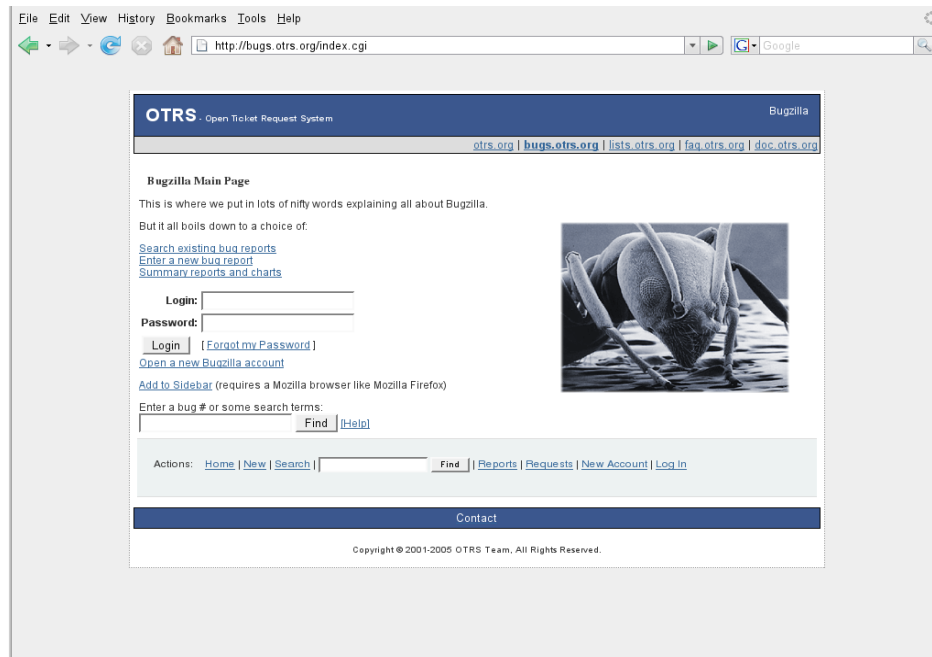 File Edit View History Bookmarks Tools Help
http://bugs.otrs.org/index.cgi
G Google
OTRS - Open Ticket Request System
Bugzilla
otrs.org | bugs.otrs.org | lists.otrs.org | faq.otrs.org | doc.otrs.org
Bugzilla Main Page
This is where we put in lots of nifty words explaining all about Bugzilla.
But it all boils down to a choice of:
Search existing bug reports
Enter a new bug report
Summary reports and charts
Login:
Password:
Login [ Forgot my Password ]
Open a new Bugzilla account
Add to Sidebar (requires a Mozilla browser like Mozilla Firefox)
Enter a bug # or some search terms:
Find [Help]
Actions: Home | New | Search | Find | Reports | Requests | New Account | Log In
Contact
Copyright © 2001-2005 OTRS Team, All Rights Reserved.